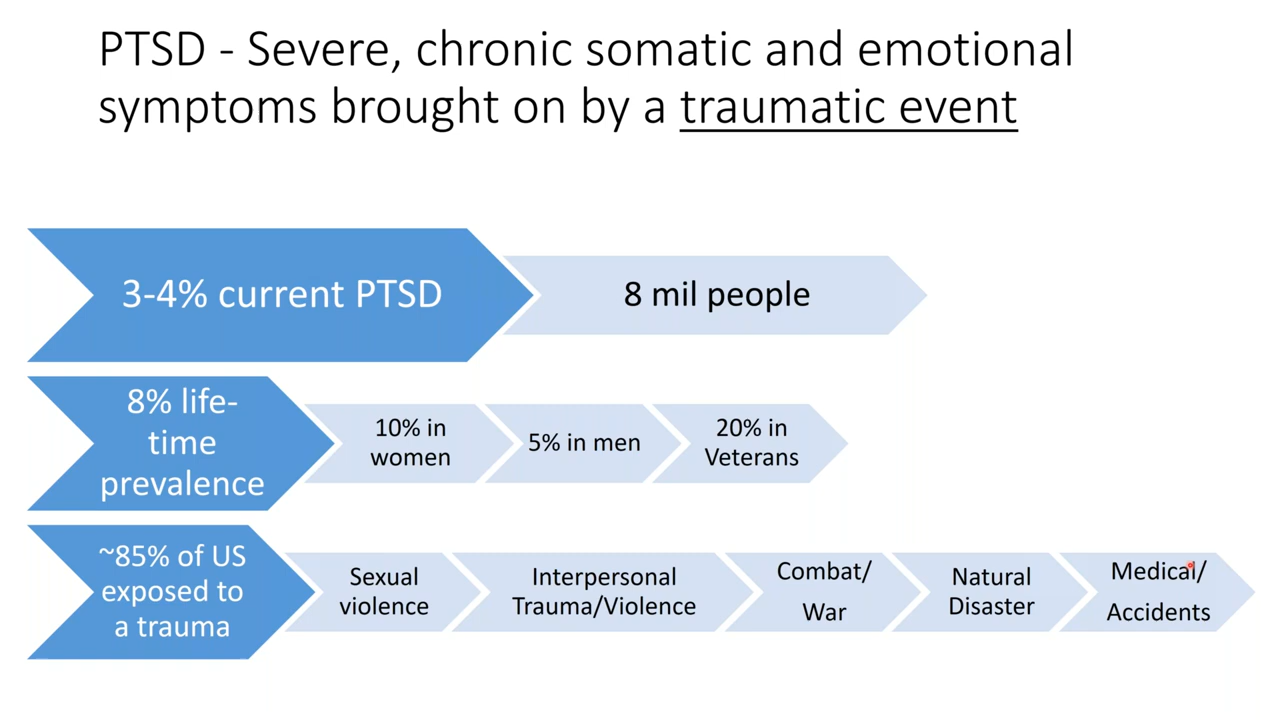 PTSD - Severe, chronic somatic and emotional
symptoms brought on by a traumatic event
3-4% current PTSD
8 mil people
8% life-
time
prevalence
10% in
women
5% in men
20% in
Veterans
~85% of US
exposed to
a trauma
Sexual
violence
Interpersonal
Trauma/Violence
Combat/
War
Natural
Disaster
Medical/
Accidents